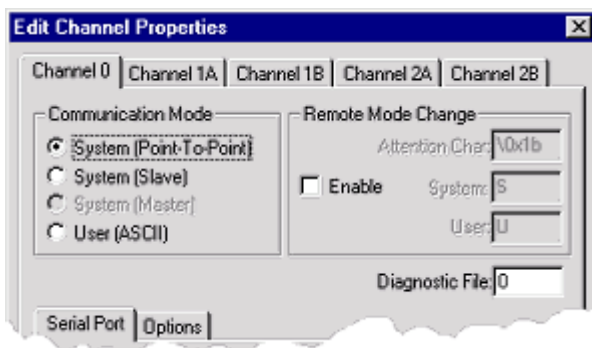 Edit Channel Properties
Channel 0 Channel 1A Channel 1B Channel 2A Channel 2B
Communication Mode
System (Point-To-Point)
System (Slave)
System (Master)
User (ASCII)
Remote Mode Change
Attention Char: \0x1b
Enable System: S
User: U
Diagnostic File: 0
Serial Port Options